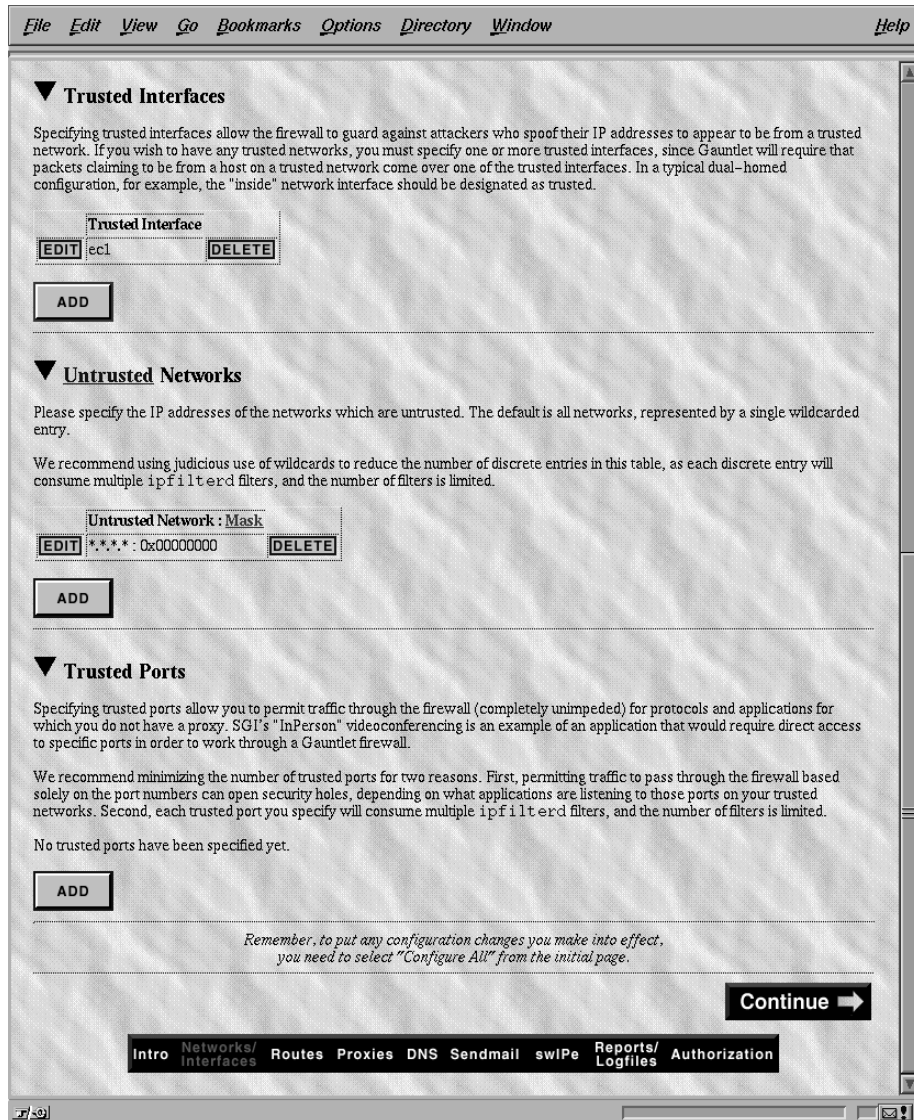 File Edit View Go Bookmarks Options Directory Window Help
Trusted Interfaces
Specifying trusted interfaces allow the firewall to guard against attackers who spoof their IP addresses to appear to be from a trusted
network. If you wish to have any trusted networks, you must specify one or more trusted interfaces, since Gauntlet will require that
packets claiming to be from a host on a trusted network come over one of the trusted interfaces. In a typical dual-homed
configuration, for example, the "inside" network interface should be designated as trusted.
Trusted Interface
EDIT ec1 DELETE
ADD
Untrusted Networks
Please specify the IP addresses of the networks which are untrusted. The default is all networks, represented by a single wildcarded
entry.
We recommend using judicious use of wildcards to reduce the number of discrete entries in this table, as each discrete entry will
consume multiple ipfilterd filters, and the number of filters is limited.
Untrusted Network : Mask
EDIT *.*.*.* : 0x00000000 DELETE
ADD
Trusted Ports
Specifying trusted ports allow you to permit traffic through the firewall (completely unimpeded) for protocols and applications for
which you do not have a proxy. SGI's "InPerson" videoconferencing is an example of an application that would require direct access
to specific ports in order to work through a Gauntlet firewall.
We recommend minimizing the number of trusted ports for two reasons. First, permitting traffic to pass through the firewall based
solely on the port numbers can open security holes, depending on what applications are listening to those ports on your trusted
networks. Second, each trusted port you specify will consume multiple ipfilterd filters, and the number of filters is limited.
No trusted ports have been specified yet.
ADD
Remember, to put any configuration changes you make into effect,
you need to select "Configure All" from the initial page.
Continue
Intro Networks/ Interfaces Routes Proxies DNS Sendmail swIPe Reports/ Logfiles Authorization